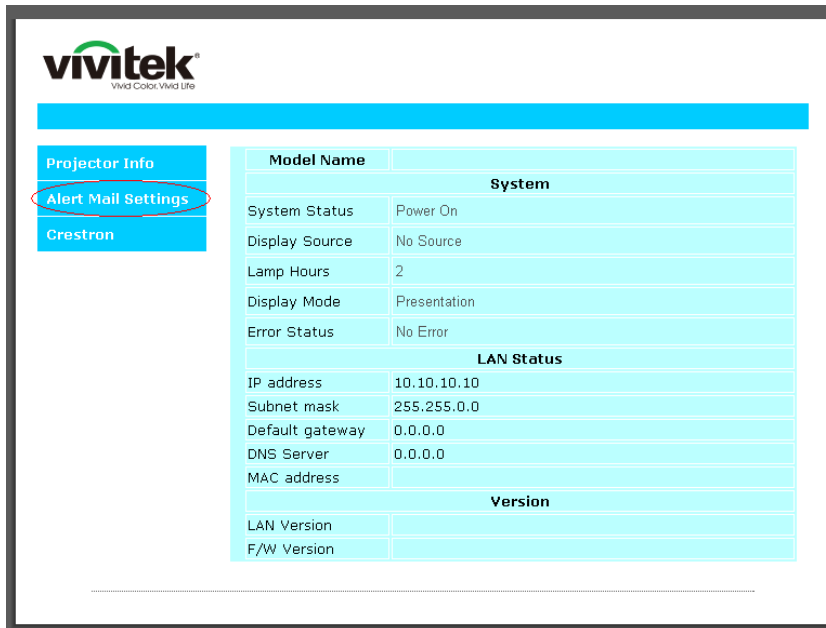 vivitek®
Vivid Color. Vivid Life
Projector Info
Alert Mail Settings
Crestron
Model Name
System
System Status Power On
Display Source No Source
Lamp Hours 2
Display Mode Presentation
Error Status No Error
LAN Status
IP address 10.10.10.10
Subnet mask 255.255.0.0
Default gateway 0.0.0.0
DNS Server 0.0.0.0
MAC address
Version
LAN Version
F/W Version